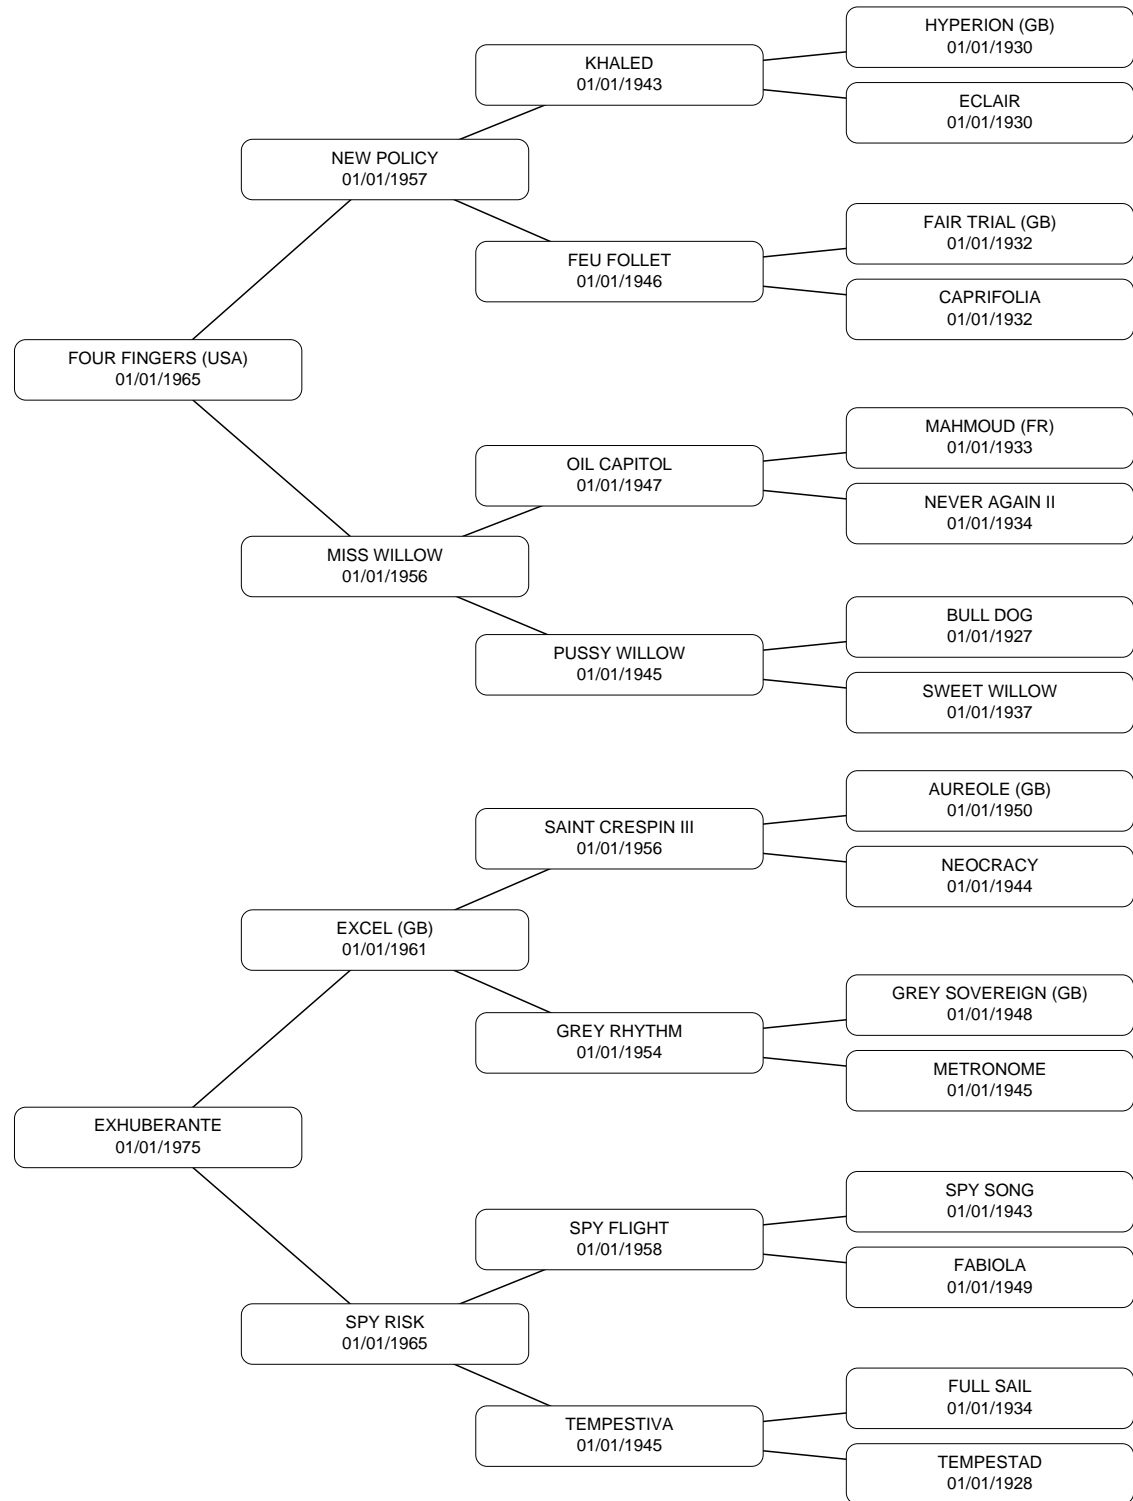 HYPERION (GB)
01/01/1930
KHALED
01/01/1943
ECLAIR
01/01/1930
NEW POLICY
01/01/1957
FAIR TRIAL (GB)
01/01/1932
FEU FOLLET
01/01/1946
CAPRIFOLIA
01/01/1932
FOUR FINGERS (USA)
01/01/1965
MAHMOUD (FR)
01/01/1933
OIL CAPITOL
01/01/1947
NEVER AGAIN II
01/01/1934
MISS WILLOW
01/01/1956
BULL DOG
01/01/1927
PUSSY WILLOW
01/01/1945
SWEET WILLOW
01/01/1937
AUREOLE (GB)
01/01/1950
SAINT CRESPIN III
01/01/1956
NEOCRACY
01/01/1944
EXCEL (GB)
01/01/1961
GREY SOVEREIGN (GB)
01/01/1948
GREY RHYTHM
01/01/1954
METRONOME
01/01/1945
EXHUBERANTE
01/01/1975
SPY SONG
01/01/1943
SPY FLIGHT
01/01/1958
FABIOLA
01/01/1949
SPY RISK
01/01/1965
FULL SAIL
01/01/1934
TEMPESTIVA
01/01/1945
TEMPESTAD
01/01/1928